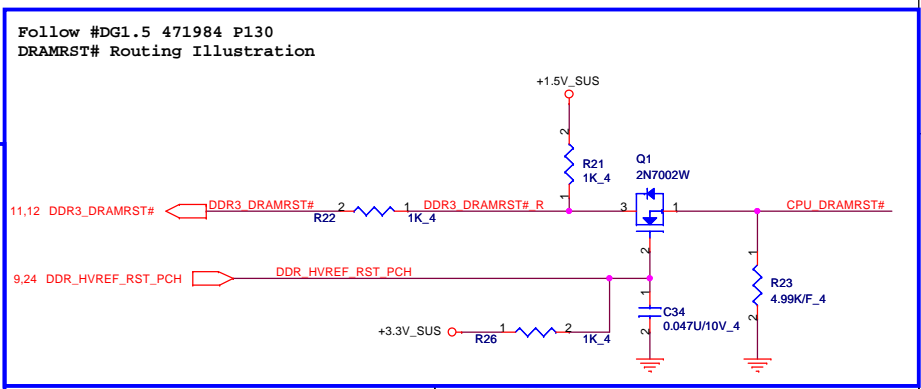 Follow #DG1.5 471984 P130
DRAMRST# Routing Illustration
+1.5V_SUS
2
R21
1K_4
1
Q1
2N7002W
11,12 DDR3_DRAMRST#
DDR3_DRAMRST#
R22
2
1
1K_4
DDR3_DRAMRST#_R
3
1
2
CPU_DRAMRST#
9,24 DDR_HVREF_RST_PCH
DDR_HVREF_RST_PCH
1
R23
4.99K/F_4
2
1
C34
0.047U/10V_4
2
+3.3V_SUS
R26
1
2
1K_4